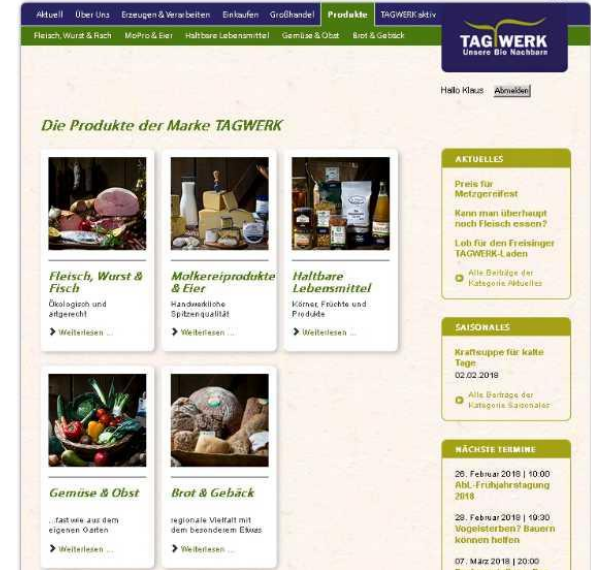 Aktuell Über Uns Erzeugen & Verarbeiten Einkaufen Großhandel Produkte TAGWERK aktiv
Fleisch, Wurst & Fisch MoPro & Eier Haltbare Lebensmittel Gemüse & Obst Brot & Gebäck
TAGWERK
Unsere Bio Nachbarn
Hallo Klaus Abmelden
Die Produkte der Marke TAGWERK
Fleisch, Wurst &
Fisch
Ökologisch und
artgerecht
Weiterlesen ...
Molkereiprodukte
& Eier
Handwerkliche
Spitzenqualität
Weiterlesen ...
Haltbare
Lebensmittel
Körner, Früchte und
Produkte
Weiterlesen ...
Gemüse & Obst
...fast wie aus dem
eigenen Garten
Weiterlesen ...
Brot & Gebäck
regionale Vielfalt mit
dem besonderem Etwas
Weiterlesen ...
AKTUELLES
Preis für
Metzgereifest
Kann man überhaupt
noch Fleisch essen?
Lob für den Freisinger
TAGWERK-Laden
Alle Beiträge der
Kategorie Aktuelles
SAISONALES
Kraftsuppe für kalte
Tage
02.02.2018
Alle Beiträge der
Kategorie Saisonales
NÄCHSTE TERMINE
26. Februar 2018 | 10:00
AbL-Frühjahrstagung
2018
28. Februar 2018 | 19:30
Vogelsterben? Bauern
können helfen
07. März 2018 | 20:00